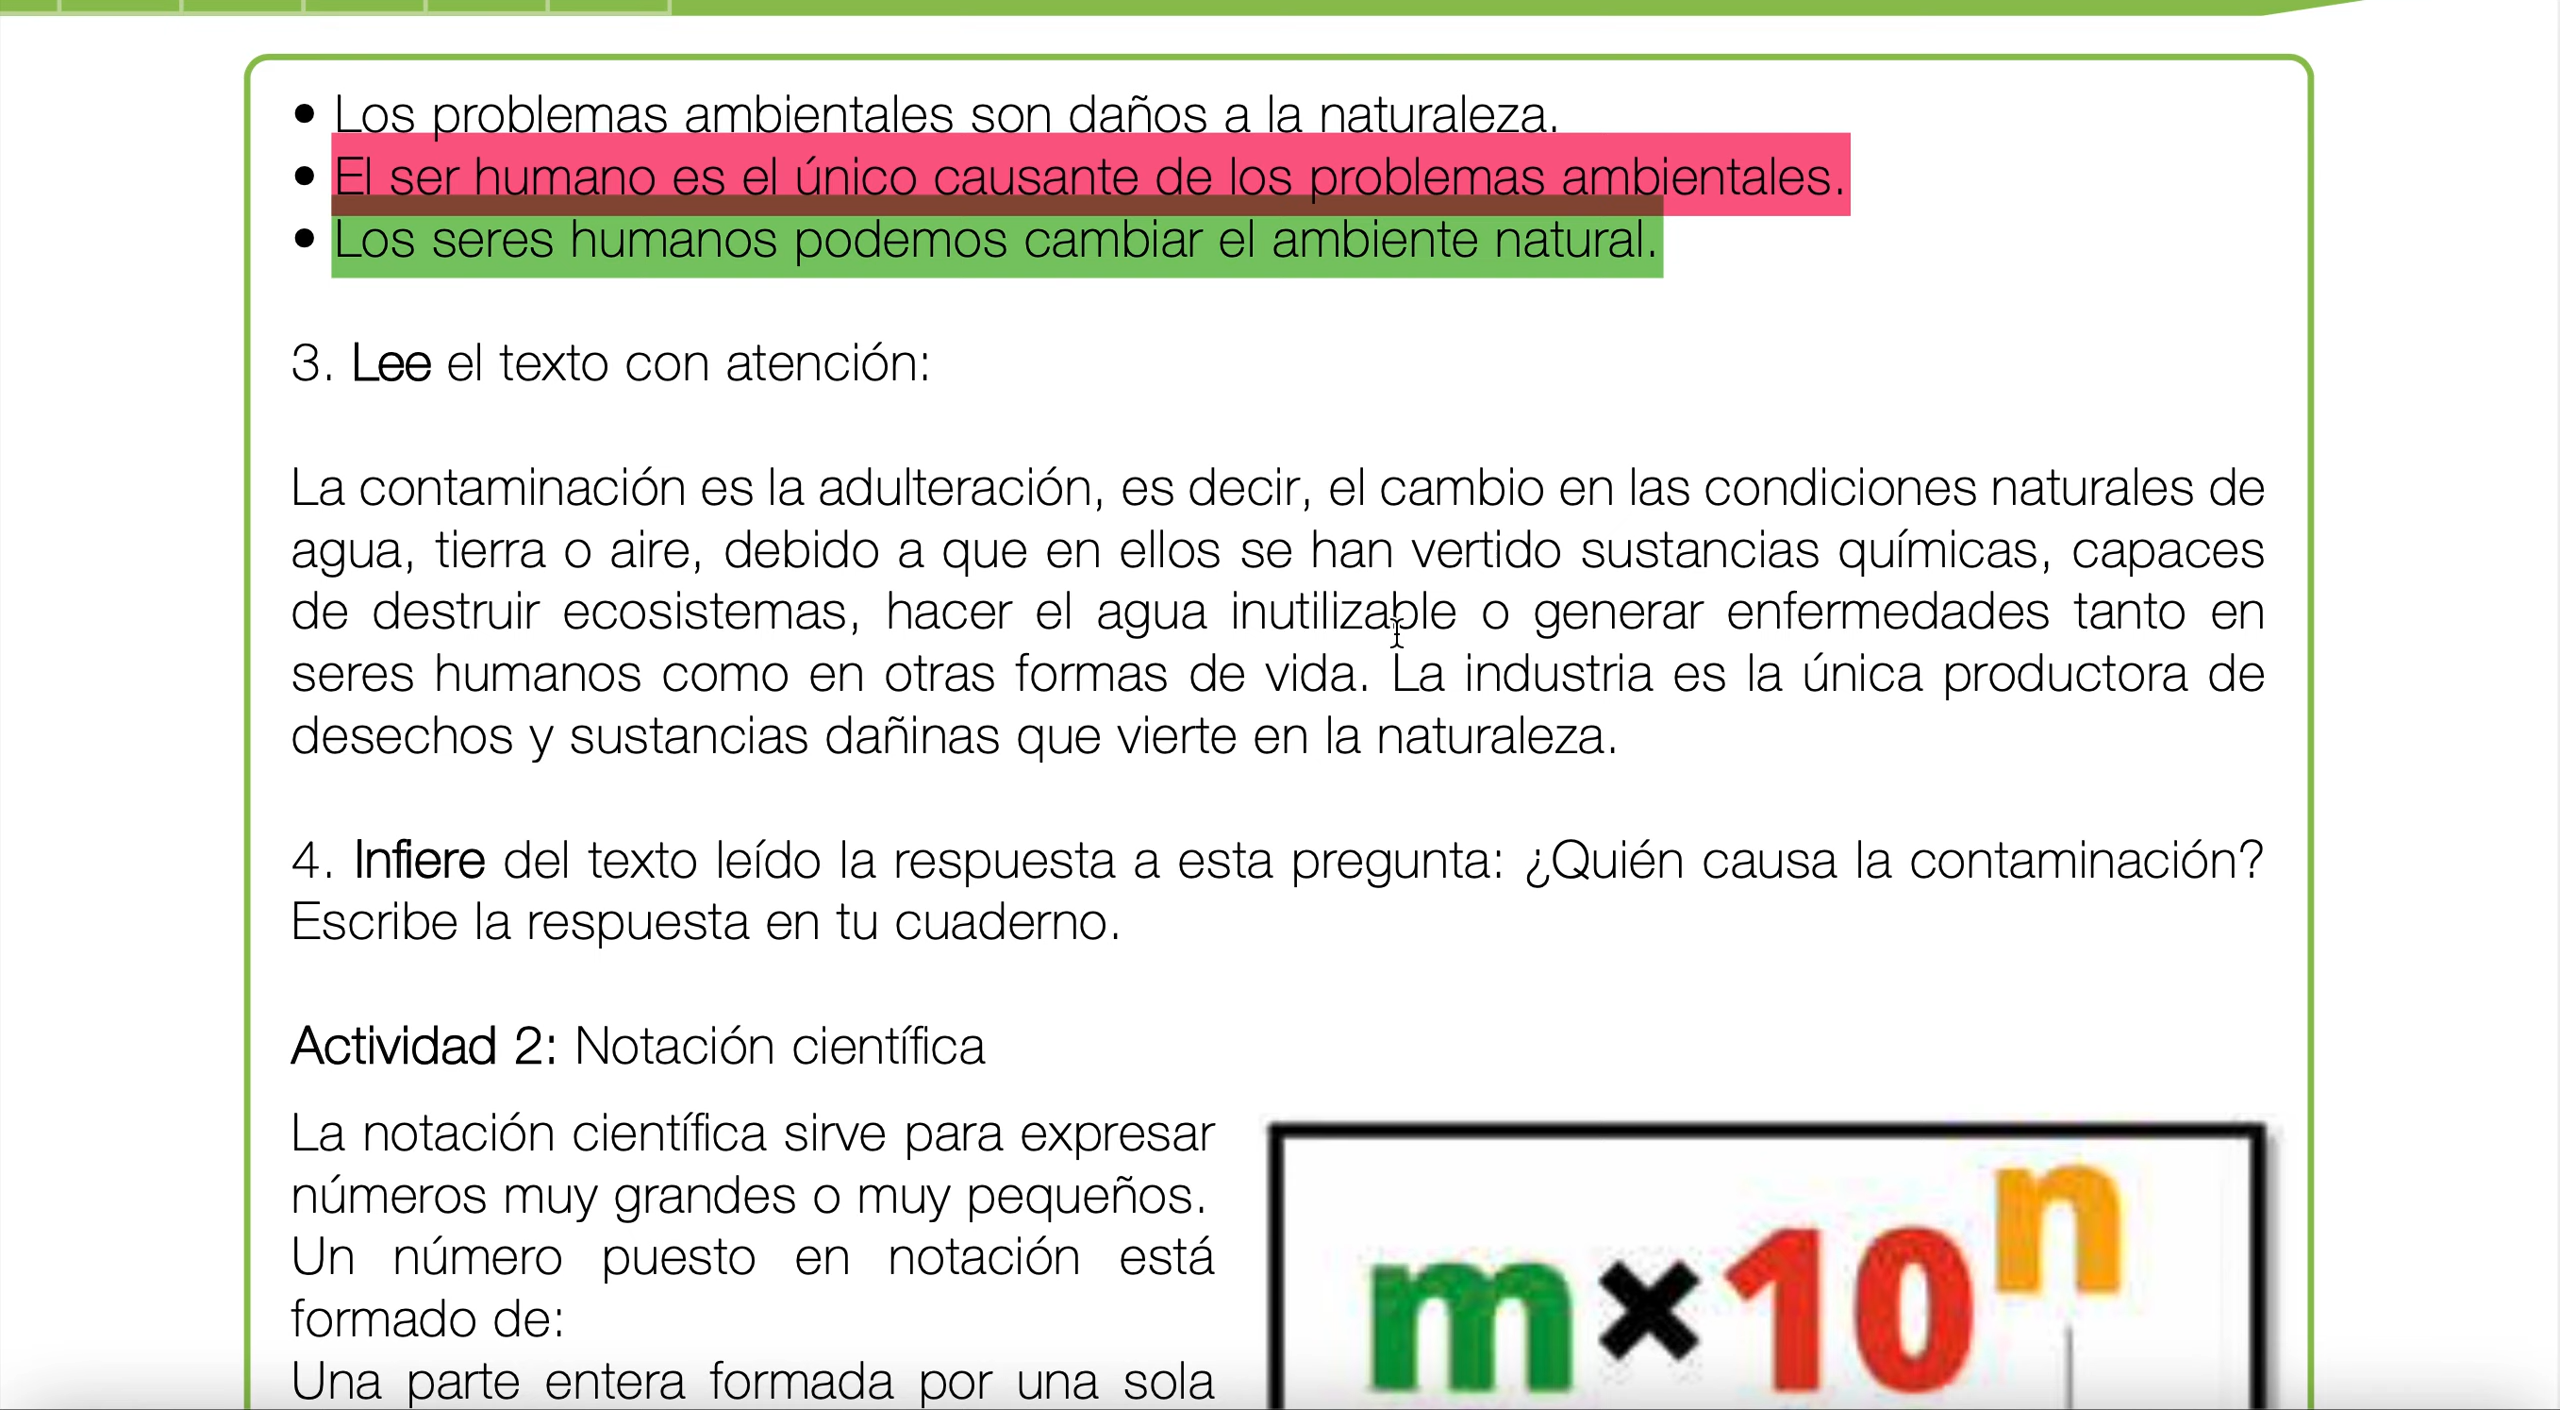 • Los problemas ambientales son daños a la naturaleza.
• El ser humano es el único causante de los problemas ambientales.
• Los seres humanos podemos cambiar el ambiente natural.
3. Lee el texto con atención:
La contaminación es la adulteración, es decir, el cambio en las condiciones naturales de
agua, tierra o aire, debido a que en ellos se han vertido sustancias químicas, capaces
de destruir ecosistemas, hacer el agua inutilizable o generar enfermedades tanto en
seres humanos como en otras formas de vida. La industria es la única productora de
desechos y sustancias dañinas que vierte en la naturaleza.
4. Infiere del texto leído la respuesta a esta pregunta: ¿Quién causa la contaminación?
Escribe la respuesta en tu cuaderno.
Actividad 2: Notación científica
La notación científica sirve para expresar
números muy grandes o muy pequeños.
Un número puesto en notación está
formado de:
Una parte entera formada por una sola
m×10ⁿ